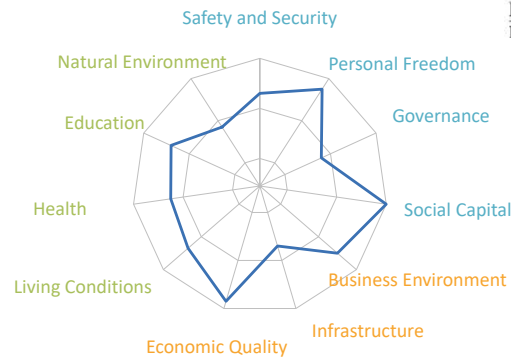 Safety and Security
Personal Freedom
Governance
Social Capital
Business Environment
Infrastructure
Economic Quality
Living Conditions
Health
Education
Natural Environment